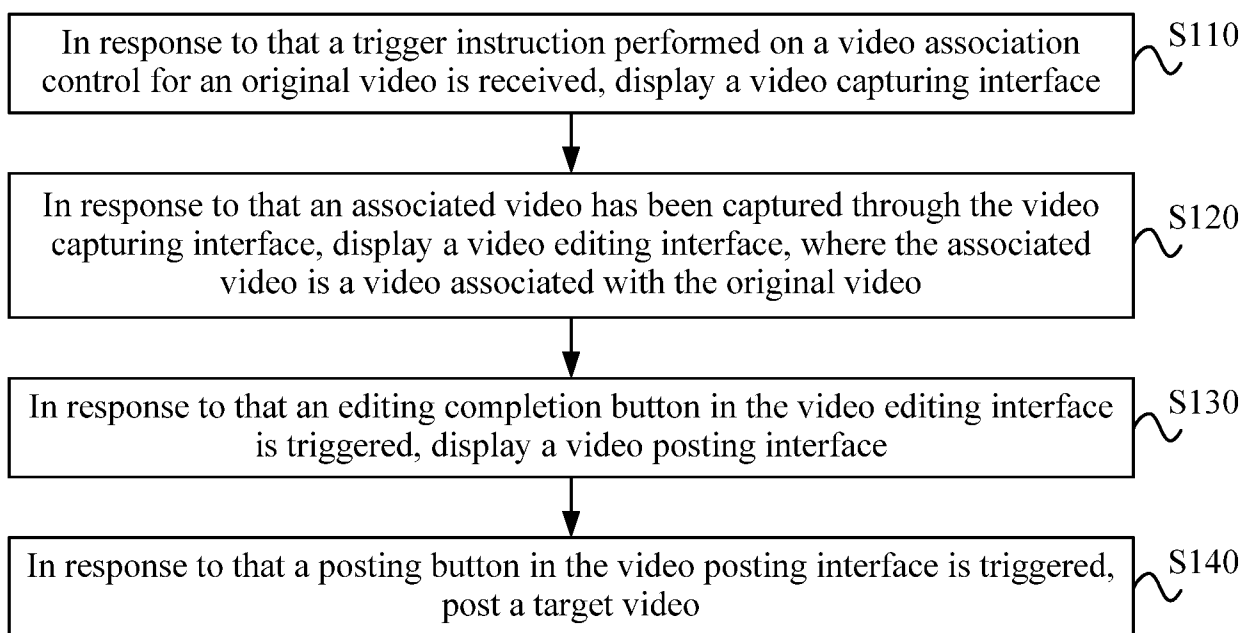 In response to that a trigger instruction performed on a video association
control for an original video is received, display a video capturing interface
S110
In response to that an associated video has been captured through the video
capturing interface, display a video editing interface, where the associated
video is a video associated with the original video
S120
In response to that an editing completion button in the video editing interface
is triggered, display a video posting interface
S130
In response to that a posting button in the video posting interface is triggered,
post a target video
S140